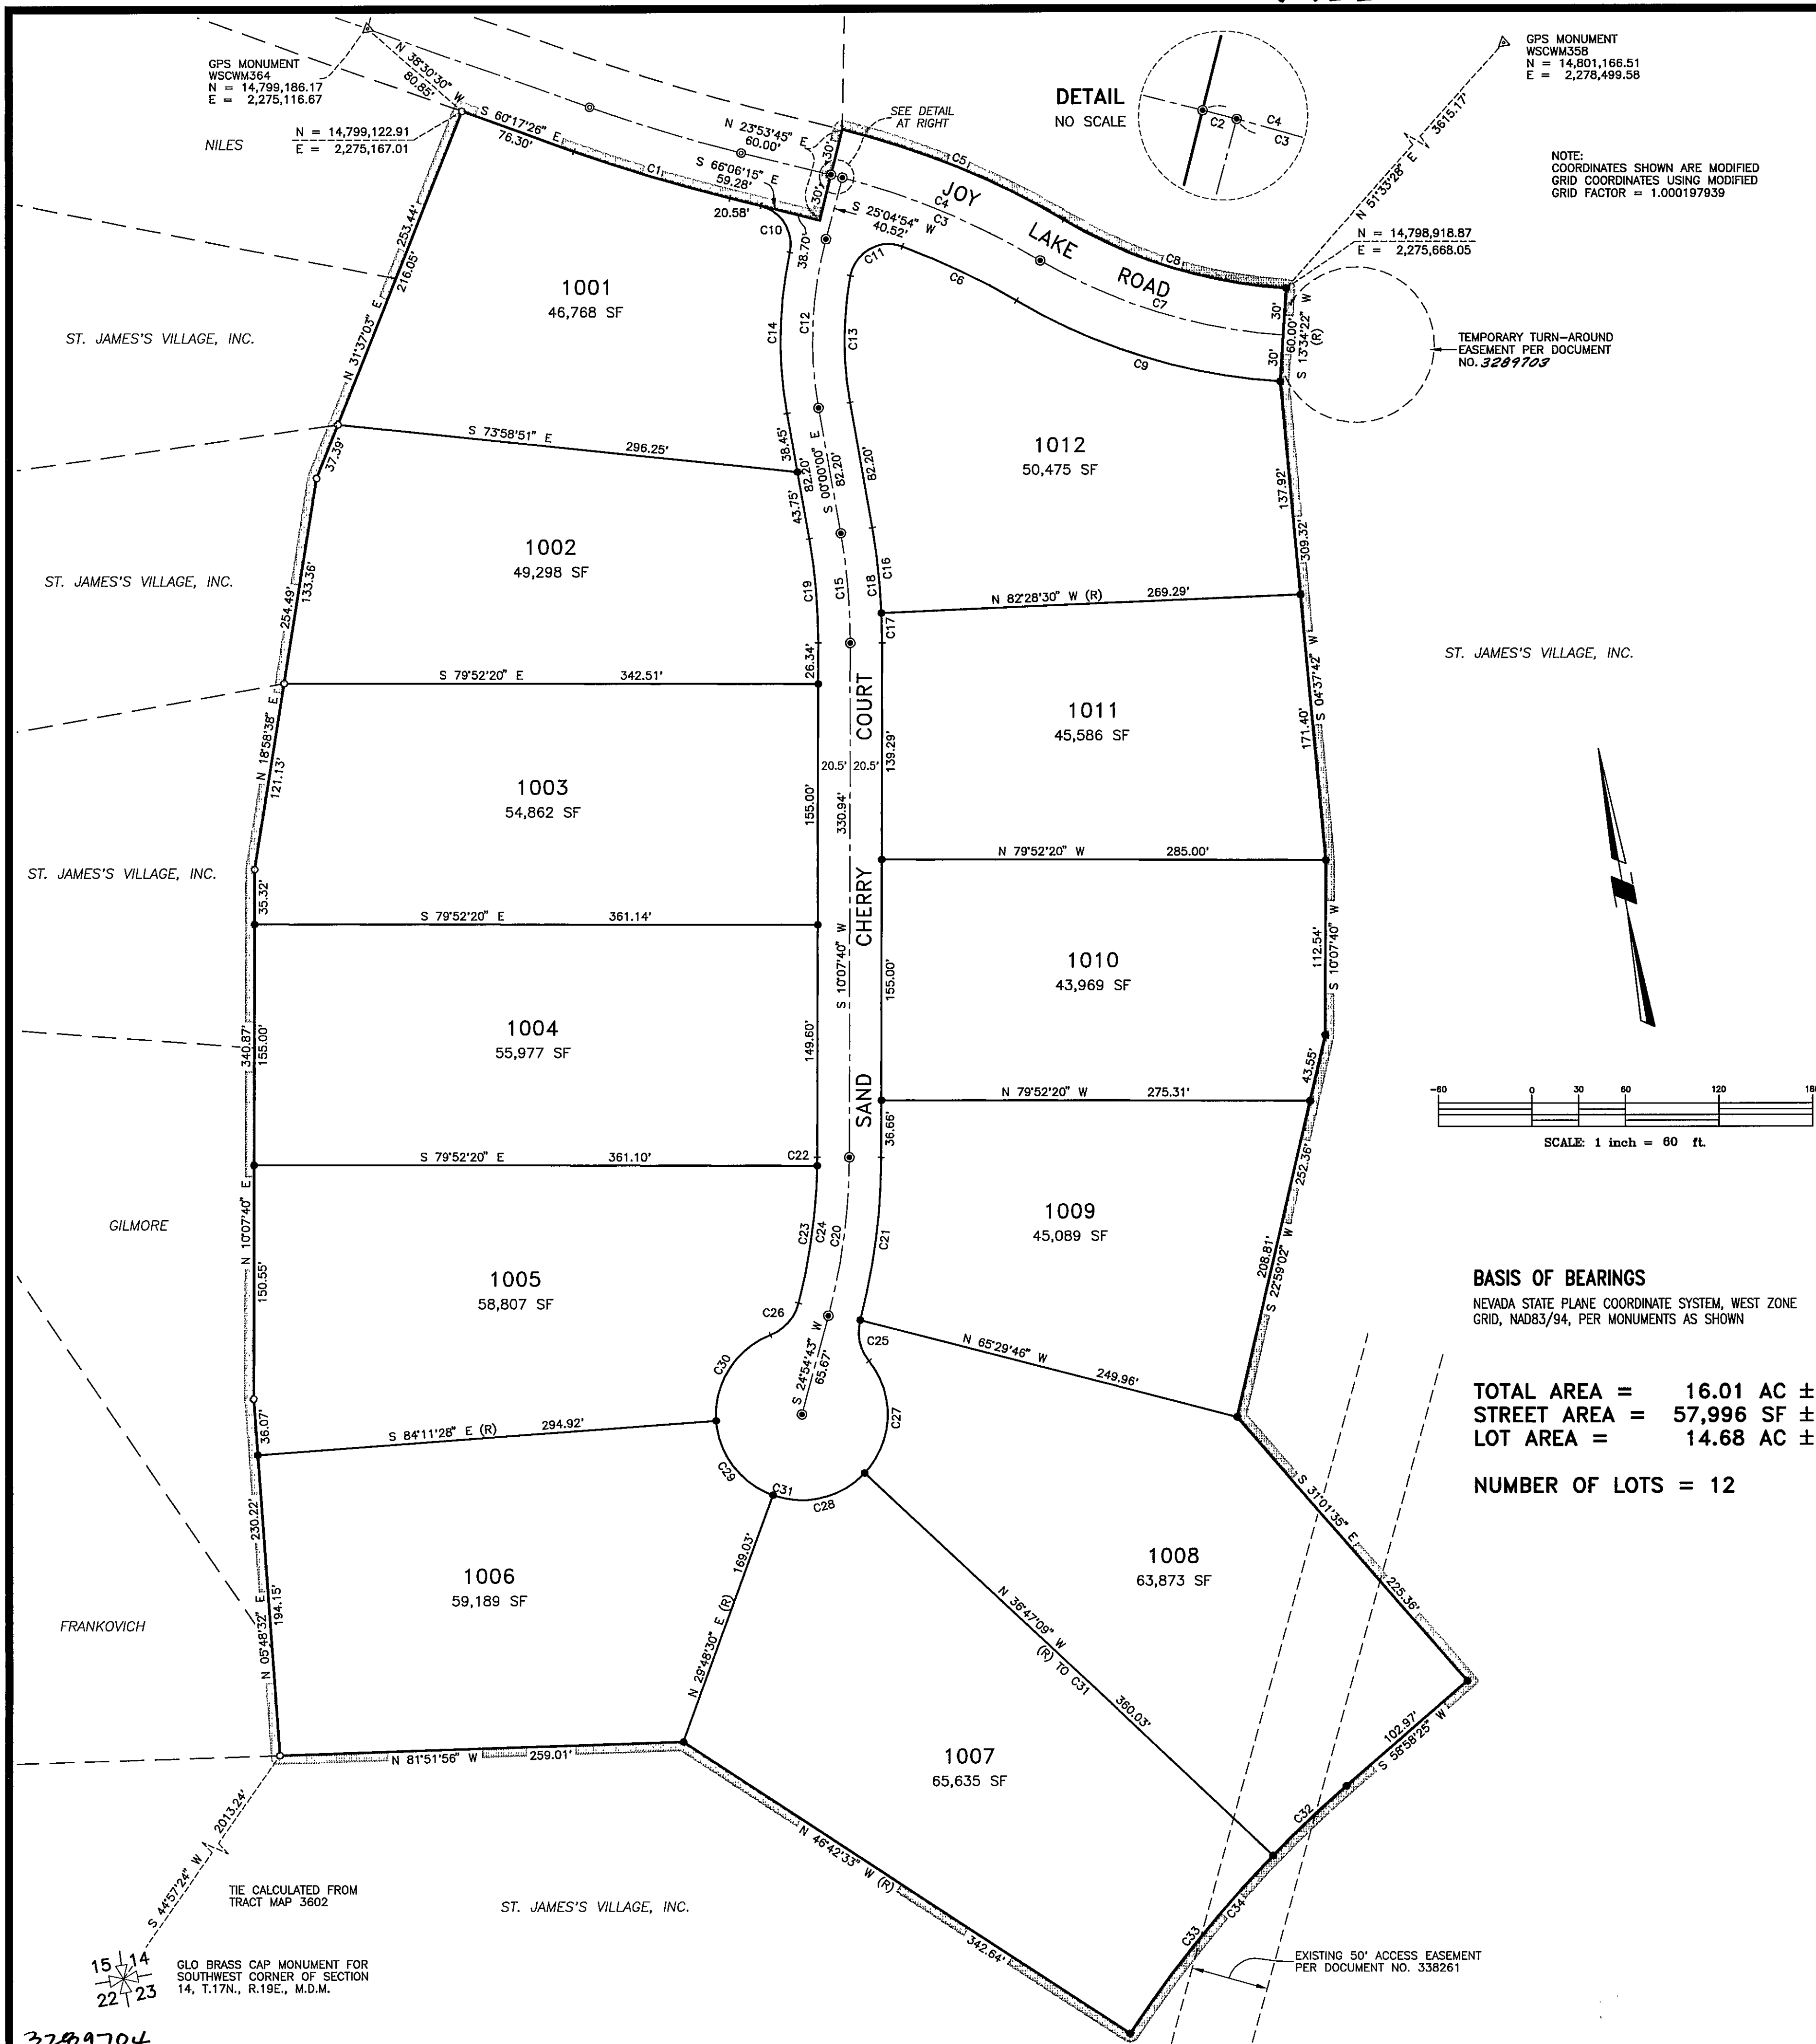 GPS MONUMENT
WSCWM364
N = 14,799,186.17
E = 2,275,116.67
N 38°30'30" W
80.85'
NILES
N = 14,799,122.91
E = 2,275,167.01
S 60°17'26" E
76.30'
C1
N 23°53'45" E
60.00'
S 66°06'15" E
59.28'
20.58'
C10
38.70'
30'
30'
SEE DETAIL
AT RIGHT
S 25°04'54" W
40.52'
C11
C5
C4
C3
C6
JOY
LAKE
ROAD
C8
C7
C9
DETAIL
NO SCALE
C2
C4
C3
GPS MONUMENT
WSCWM358
N = 14,801,166.51
E = 2,278,499.58
3615.17'
N 51°33'28" E
NOTE:
COORDINATES SHOWN ARE MODIFIED
GRID COORDINATES USING MODIFIED
GRID FACTOR = 1.000197939
N = 14,798,918.87
E = 2,275,668.05
30'
60.00'
30'
S 13°34'22" W
(R)
TEMPORARY TURN-AROUND
EASEMENT PER DOCUMENT
NO. 3289703
ST. JAMES'S VILLAGE, INC.
253.44'
216.05'
N 31°37'03" E
37.39'
1001
46,768 SF
C14
C12
C13
S 73°58'51" E
296.25'
38.45'
82.20'
S 00°00'00" E
82.20'
82.20'
43.75'
1012
50,475 SF
137.92'
309.32'
ST. JAMES'S VILLAGE, INC.
254.49'
133.36'
1002
49,298 SF
C19
C15
C18
C16
C17
N 82°28'30" W (R)
269.29'
S 79°52'20" E
342.51'
26.34'
N 18°58'38" E
121.13'
1003
54,862 SF
155.00'
20.5'
20.5'
330.94'
139.29'
SAND CHERRY COURT
1011
45,586 SF
171.40'
S 04°37'42" W
ST. JAMES'S VILLAGE, INC.
ST. JAMES'S VILLAGE, INC.
35.32'
S 79°52'20" E
361.14'
N 79°52'20" W
285.00'
340.87'
155.00'
1004
55,977 SF
149.60'
S 10°07'40" W
155.00'
1010
43,969 SF
112.54'
S 10°07'40" W
43.55'
N 79°52'20" W
275.31'
36.66'
-60
0
30
60
120
SCALE: 1 inch = 60 ft.
S 79°52'20" E
361.10'
C22
GILMORE
N 10°07'40" E
150.55'
1005
58,807 SF
C23
C24
C20
C21
C26
C30
C25
1009
45,089 SF
252.36'
208.81'
S 22°59'02" W
S 24°54'43" W
65.67'
N 65°29'46" W
249.96'
C27
BASIS OF BEARINGS
NEVADA STATE PLANE COORDINATE SYSTEM, WEST ZONE
GRID, NAD83/94, PER MONUMENTS AS SHOWN
TOTAL AREA = 16.01 AC ±
STREET AREA = 57,996 SF ±
LOT AREA = 14.68 AC ±
NUMBER OF LOTS = 12
36.07'
S 84°11'28" E (R)
294.92'
C29
C31
C28
230.22'
194.15'
N 05°48'32" E
1006
59,189 SF
169.03'
N 29°48'30" E (R)
FRANKOVICH
1008
63,873 SF
S 31°01'35" E
225.36'
N 36°47'09" W
(R) TO C31
360.03'
102.97'
S 58°58'25" W
C32
N 81°51'56" W
259.01'
1007
65,635 SF
N 46°42'33" W (R)
342.64'
C33
C34
2013.24'
S 44°57'24" W
TIE CALCULATED FROM
TRACT MAP 3602
ST. JAMES'S VILLAGE, INC.
15
14
22
23
GLO BRASS CAP MONUMENT FOR
SOUTHWEST CORNER OF SECTION
14, T.17N., R.19E., M.D.M.
EXISTING 50' ACCESS EASEMENT
PER DOCUMENT NO. 338261
3289704